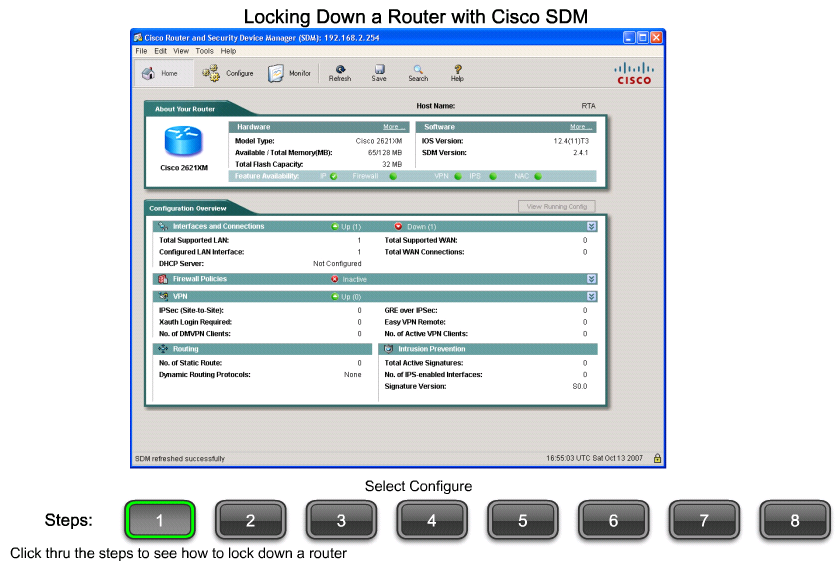 Locking Down a Router with Cisco SDM
Cisco Router and Security Device Manager (SDM): 192.168.2.254
File Edit View Tools Help
Home Configure Monitor Refresh Save Search Help
CISCO
About Your Router
Host Name: RTA
Hardware More... Software More...
Model Type: Cisco 2621XM IOS Version: 12.4(11)T3
Available / Total Memory(MB): 65/128 MB SDM Version: 2.4.1
Total Flash Capacity: 32 MB
Cisco 2621XM
Feature Availability: IP Firewall VPN IPS NAC
Configuration Overview View Running Config
Interfaces and Connections Up (1) Down (1)
Total Supported LAN: 1 Total Supported WAN: 0
Configured LAN Interface: 1 Total WAN Connections: 0
DHCP Server: Not Configured
Firewall Policies Inactive
VPN Up (0)
IPSec (Site-to-Site): 0 GRE over IPSec: 0
Xauth Login Required: 0 Easy VPN Remote: 0
No. of DMVPN Clients: 0 No. of Active VPN Clients: 0
Routing Intrusion Prevention
No. of Static Route: 0 Total Active Signatures: 0
Dynamic Routing Protocols: None No. of IPS-enabled Interfaces: 0
Signature Version: S0.0
SDM refreshed successfully 16:55:03 UTC Sat Oct 13 2007
Select Configure
Steps: 1 2 3 4 5 6 7 8
Click thru the steps to see how to lock down a router